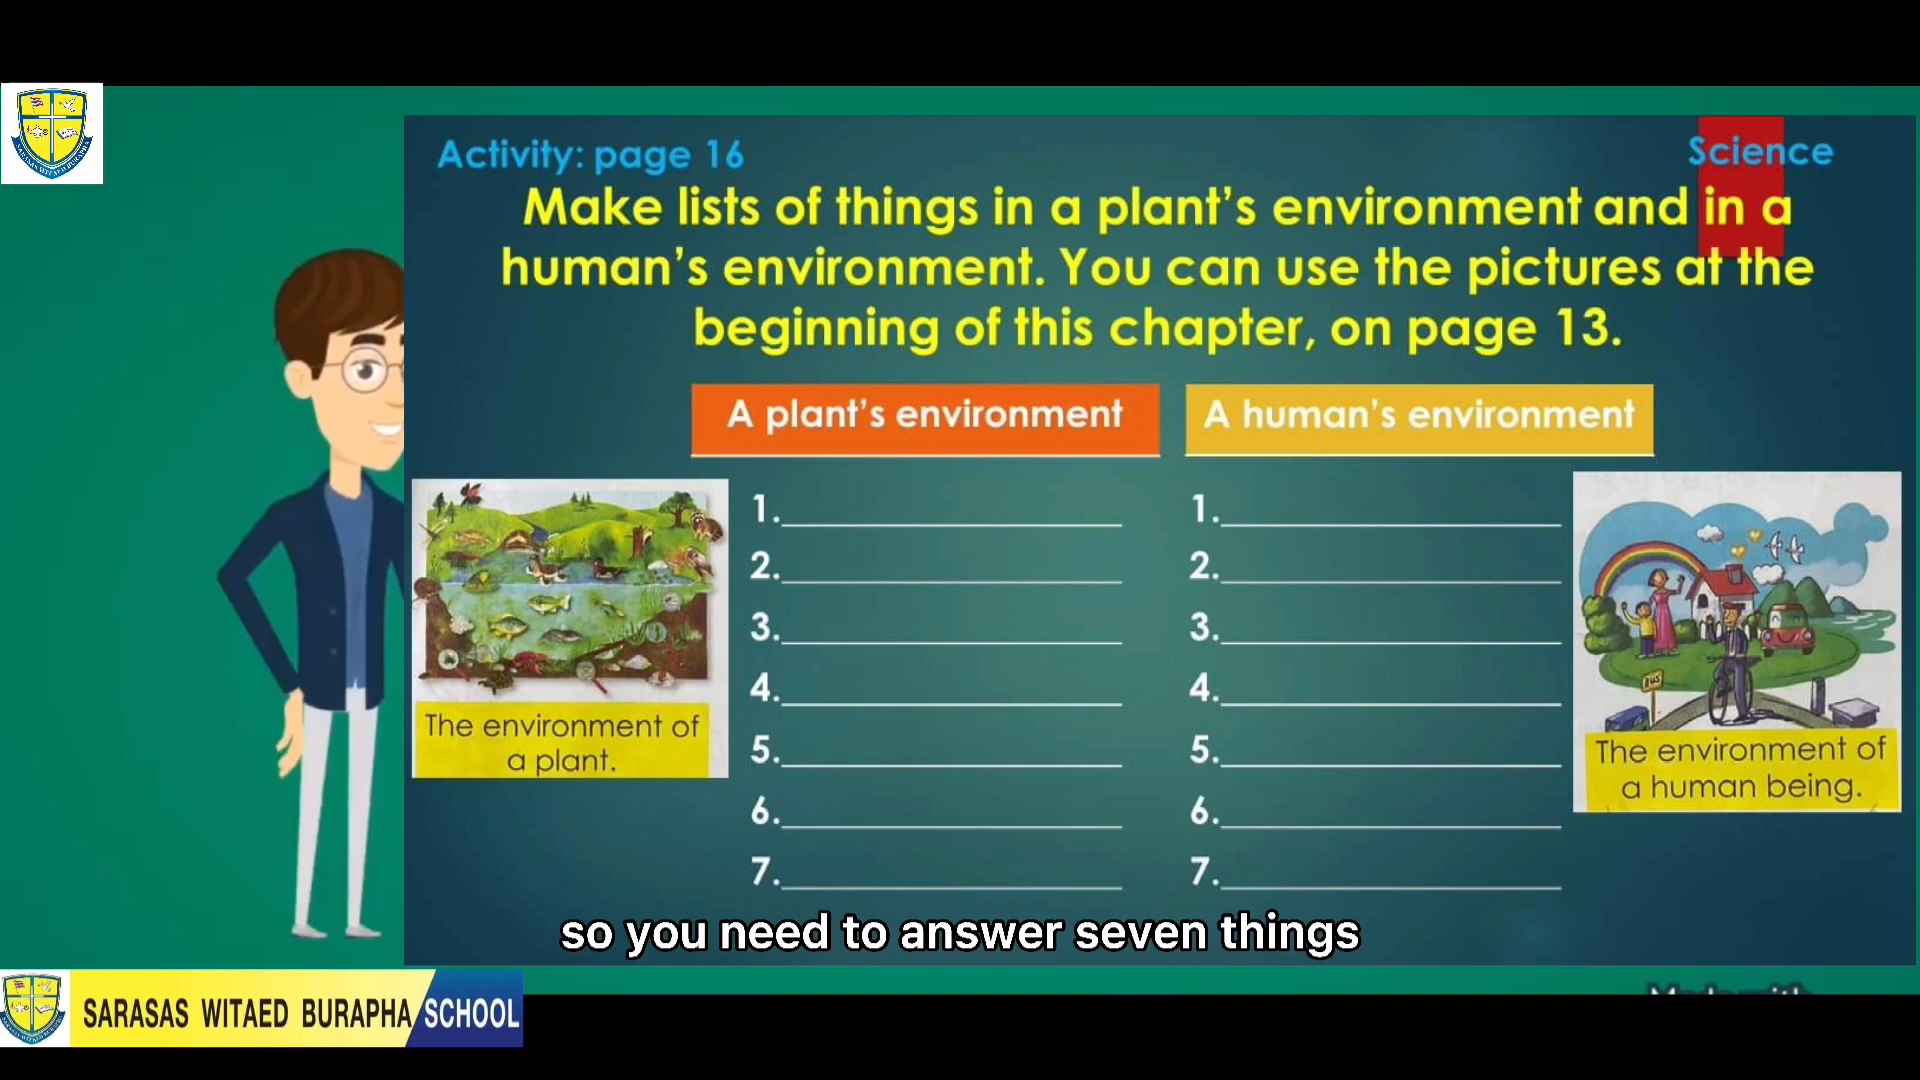 Activity: page 16
Science
Make lists of things in a plant's environment and in a
human's environment. You can use the pictures at the
beginning of this chapter, on page 13.
A plant's environment
A human's environment
1.
2.
3.
4.
5.
6.
7.
1.
2.
3.
4.
5.
6.
7.
The environment of
a plant.
BUS
The environment of
a human being.
so you need to answer seven things
SARASAS WITAED BURAPHA SCHOOL